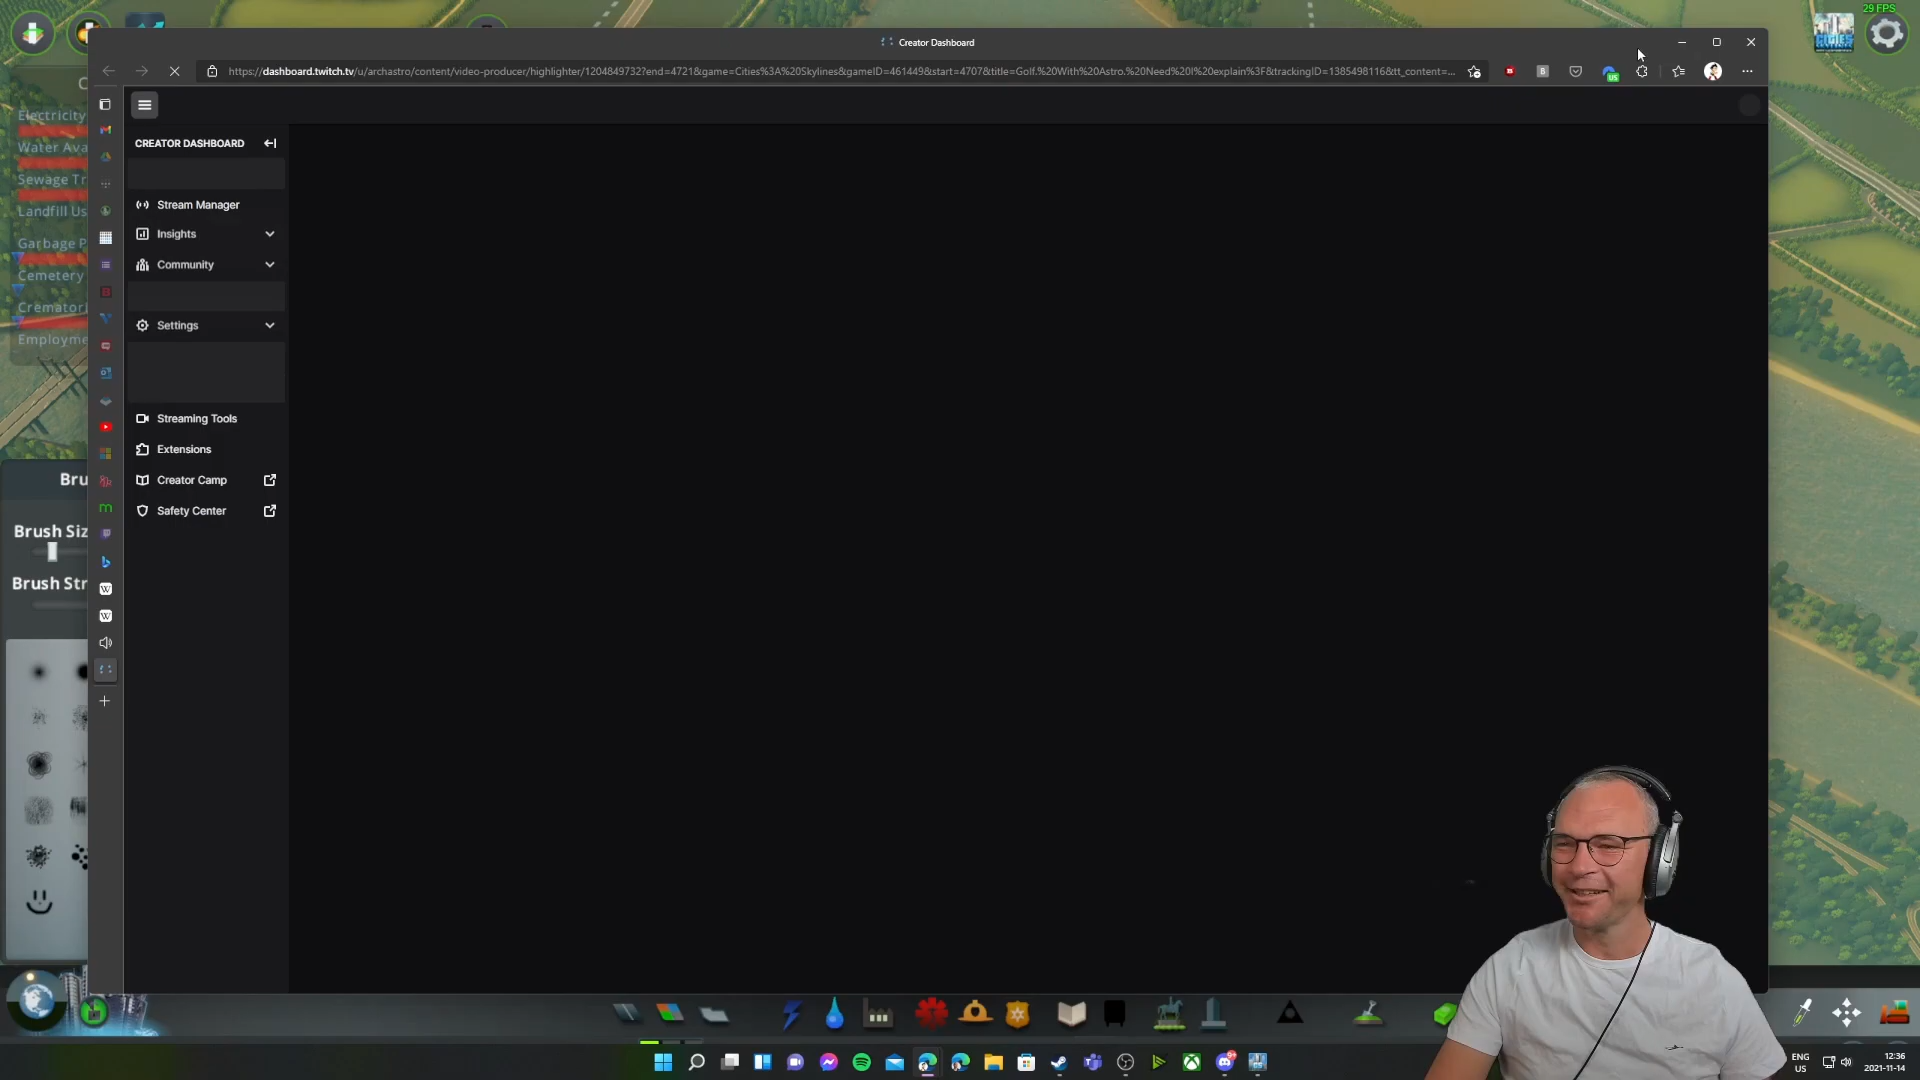 29 FPS
Creator Dashboard
https://dashboard.twitch.tv/u/archastro/content/video-producer/highlighter/1204849732?end=4721&game=Cities%3A%20Skylines&gameID=461449&start=4707&title=Golf.%20With%20Astro.%20Need%20I%20explain%3F&trackingID=1385498116&tt_content=...
US
CREATOR DASHBOARD
Stream Manager
Insights
Community
Settings
Streaming Tools
Extensions
Creator Camp
Safety Center
Electricity
Water Ava
Sewage Tr
Landfill Us
Garbage P
Cemetery
Cremator
Employme
Bru
Brush Siz
Brush Str
ENG
US
12:36
2021-11-14